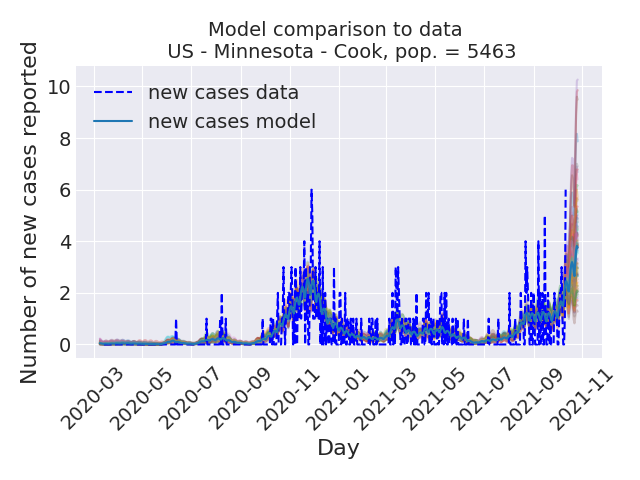 Model comparison to data
US - Minnesota - Cook, pop. = 5463
Number of new cases reported
10
8
6
4
2
0
new cases data
new cases model
2020-03
2020-05
2020-07
2020-09
2020-11
2021-01
2021-03
2021-05
2021-07
2021-09
2021-11
Day